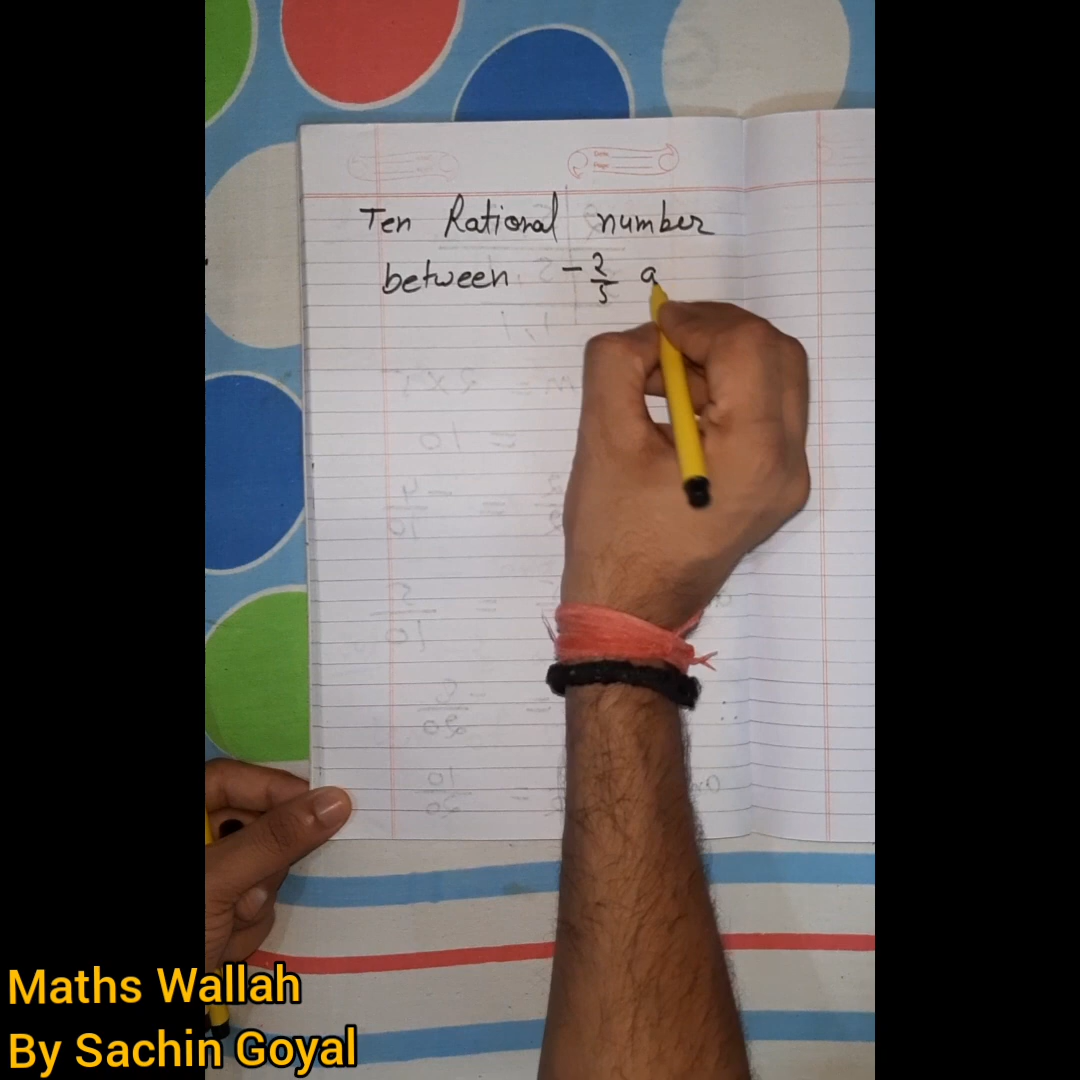 Ten Rational number
between -2/5 a
Maths Wallah
By Sachin Goyal